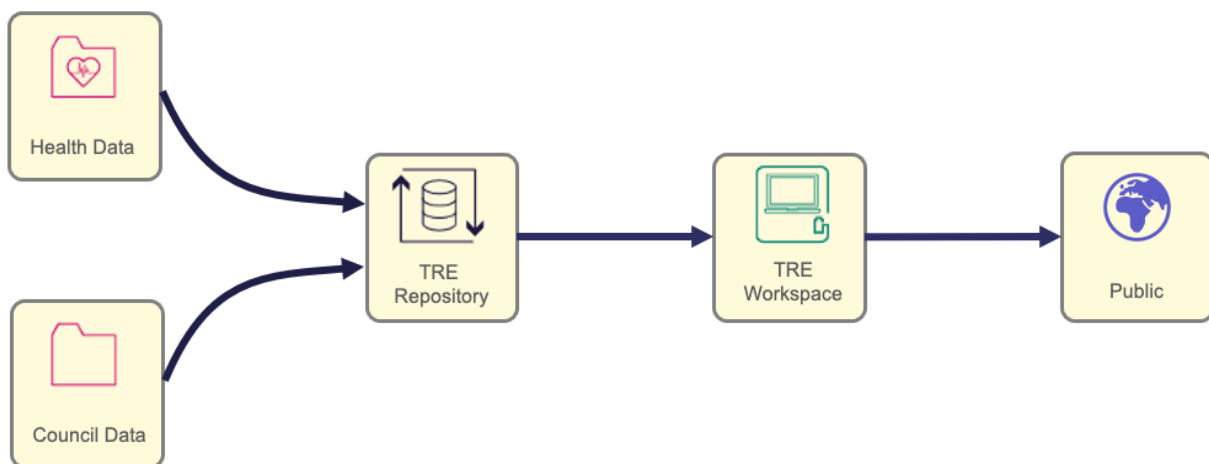 Health Data
Council Data
TRE
Repository
TRE
Workspace
Public